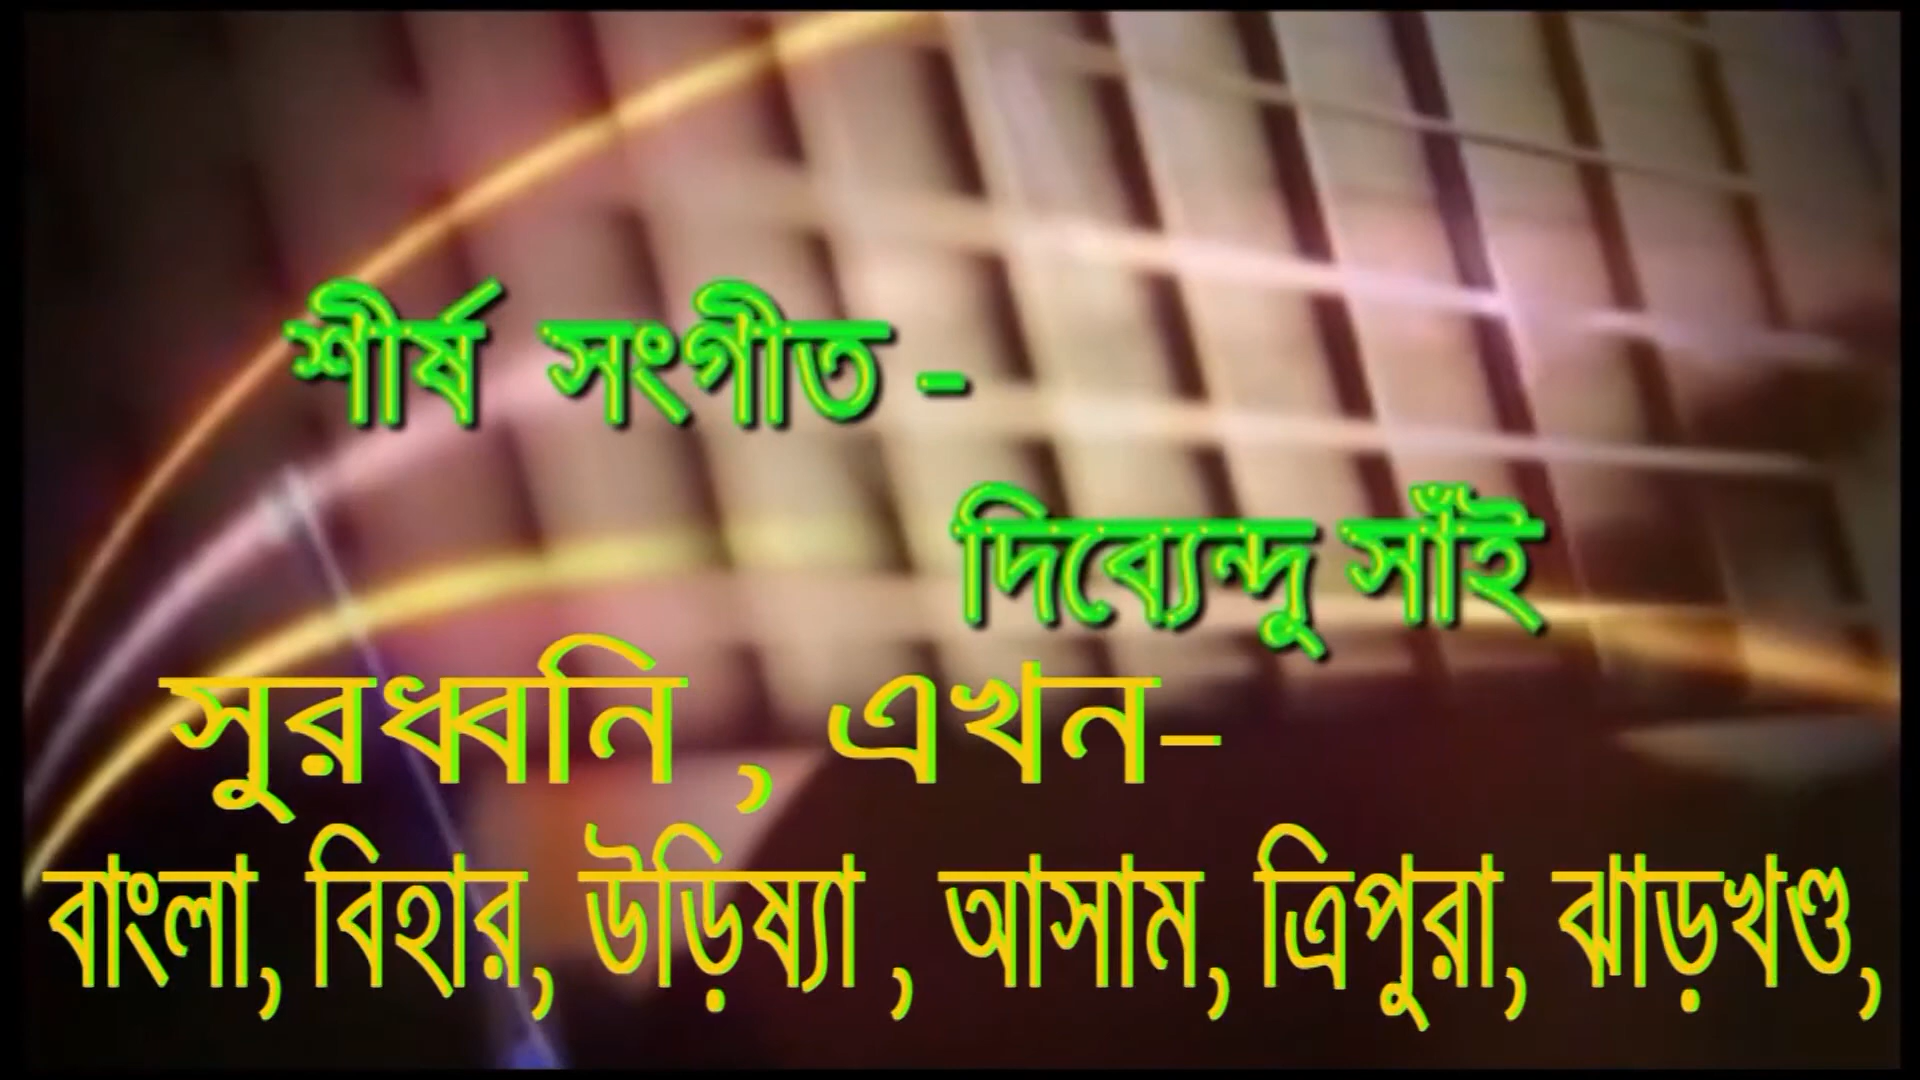 শীর্ষ সংগীত -
দিব্যেন্দু সাঁই
সুরধ্বনি , এখন-
বাংলা, বিহার, উড়িষ্যা , আসাম, ত্রিপুরা, ঝাড়খণ্ড,